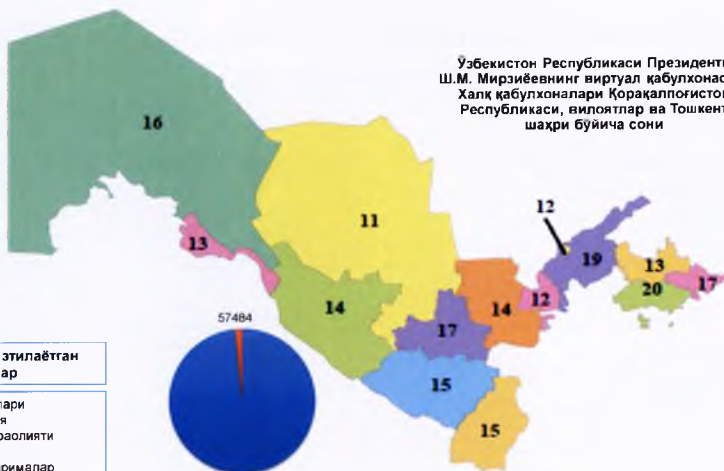 Ўзбекистон Республикаси Президенти
Ш.М. Мирзиёевнинг виртуал қабулхонас
Халқ қабулхоналари Қорақалпоғистон
Республикаси, вилоятлар ва Тошкент
шаҳри бўйича сони
16
12
11
19
13
13
17
20
14
12
14
17
57484
15
15
этилаётган
ар
лари
я
раолияти
рималар